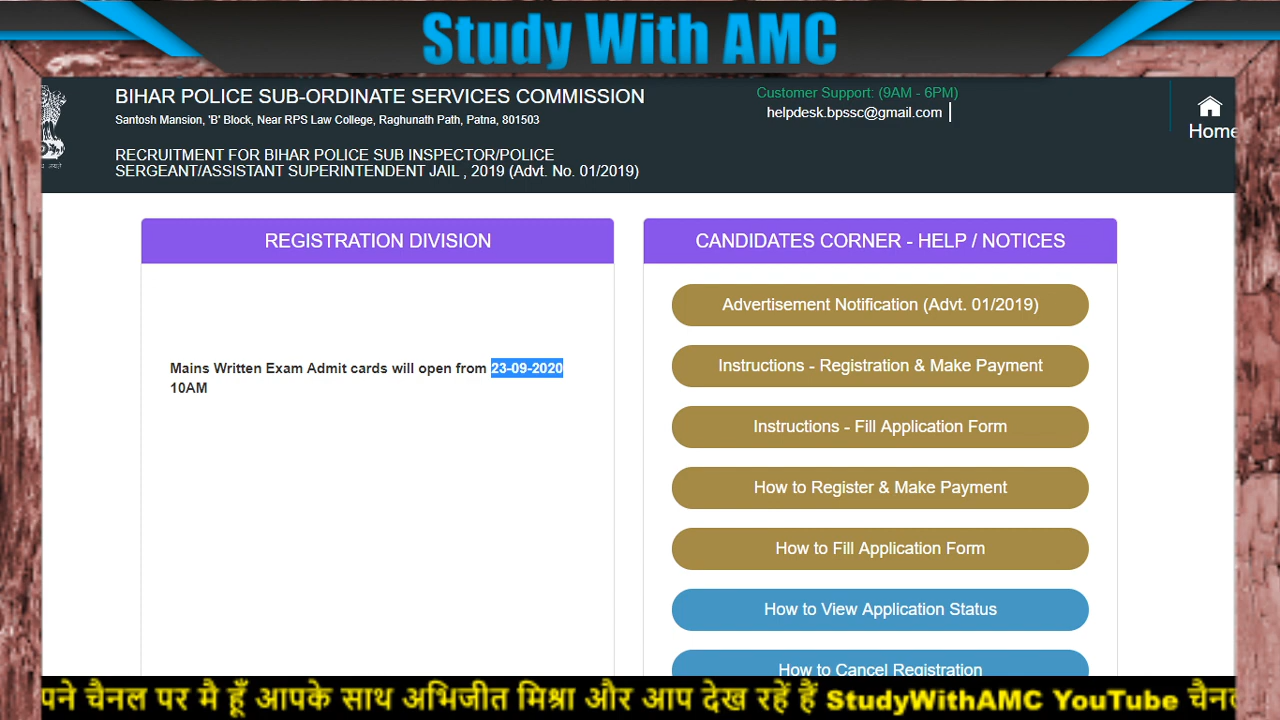 Study With AMC
BIHAR POLICE SUB-ORDINATE SERVICES COMMISSION
Santosh Mansion, 'B' Block, Near RPS Law College, Raghunath Path, Patna, 801503
RECRUITMENT FOR BIHAR POLICE SUB INSPECTOR/POLICE
SERGEANT/ASSISTANT SUPERINTENDENT JAIL , 2019 (Advt. No. 01/2019)
Customer Support: (9AM - 6PM)
helpdesk.bpssc@gmail.com |
Home
REGISTRATION DIVISION
Mains Written Exam Admit cards will open from 23-09-2020
10AM
CANDIDATES CORNER - HELP / NOTICES
Advertisement Notification (Advt. 01/2019)
Instructions - Registration & Make Payment
Instructions - Fill Application Form
How to Register & Make Payment
How to Fill Application Form
How to View Application Status
How to Cancel Registration
पने चैनल पर मै हूँ आपके साथ अभिजीत मिश्रा और आप देख रहें हैं StudyWithAMC YouTube चैन